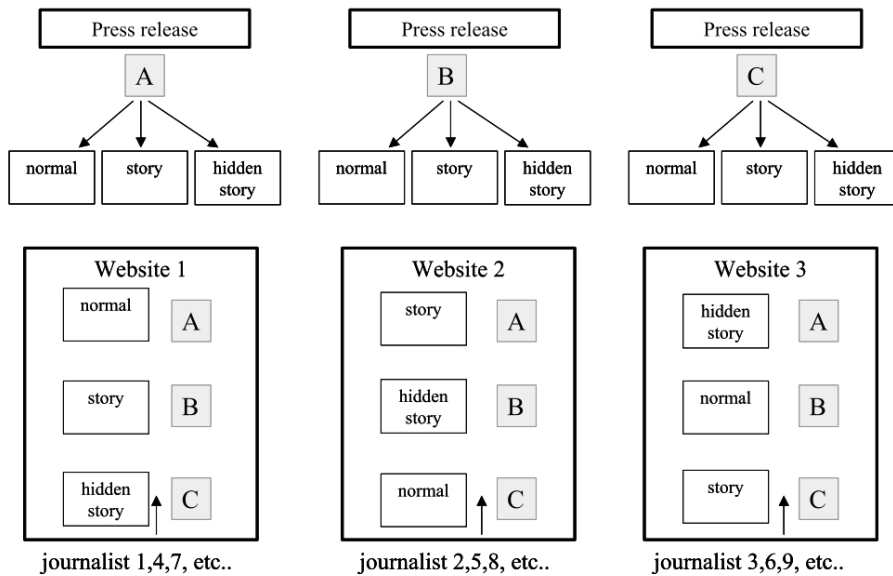 Press release
Press release
Press release
A
B
C
normal
story
hidden
story
normal
story
hidden
story
normal
story
hidden
story
Website 1
normal
A
story
B
hidden
story
C
Website 2
story
A
hidden
story
B
normal
C
Website 3
hidden
story
A
normal
B
story
C
journalist 1,4,7, etc..
journalist 2,5,8, etc..
journalist 3,6,9, etc..